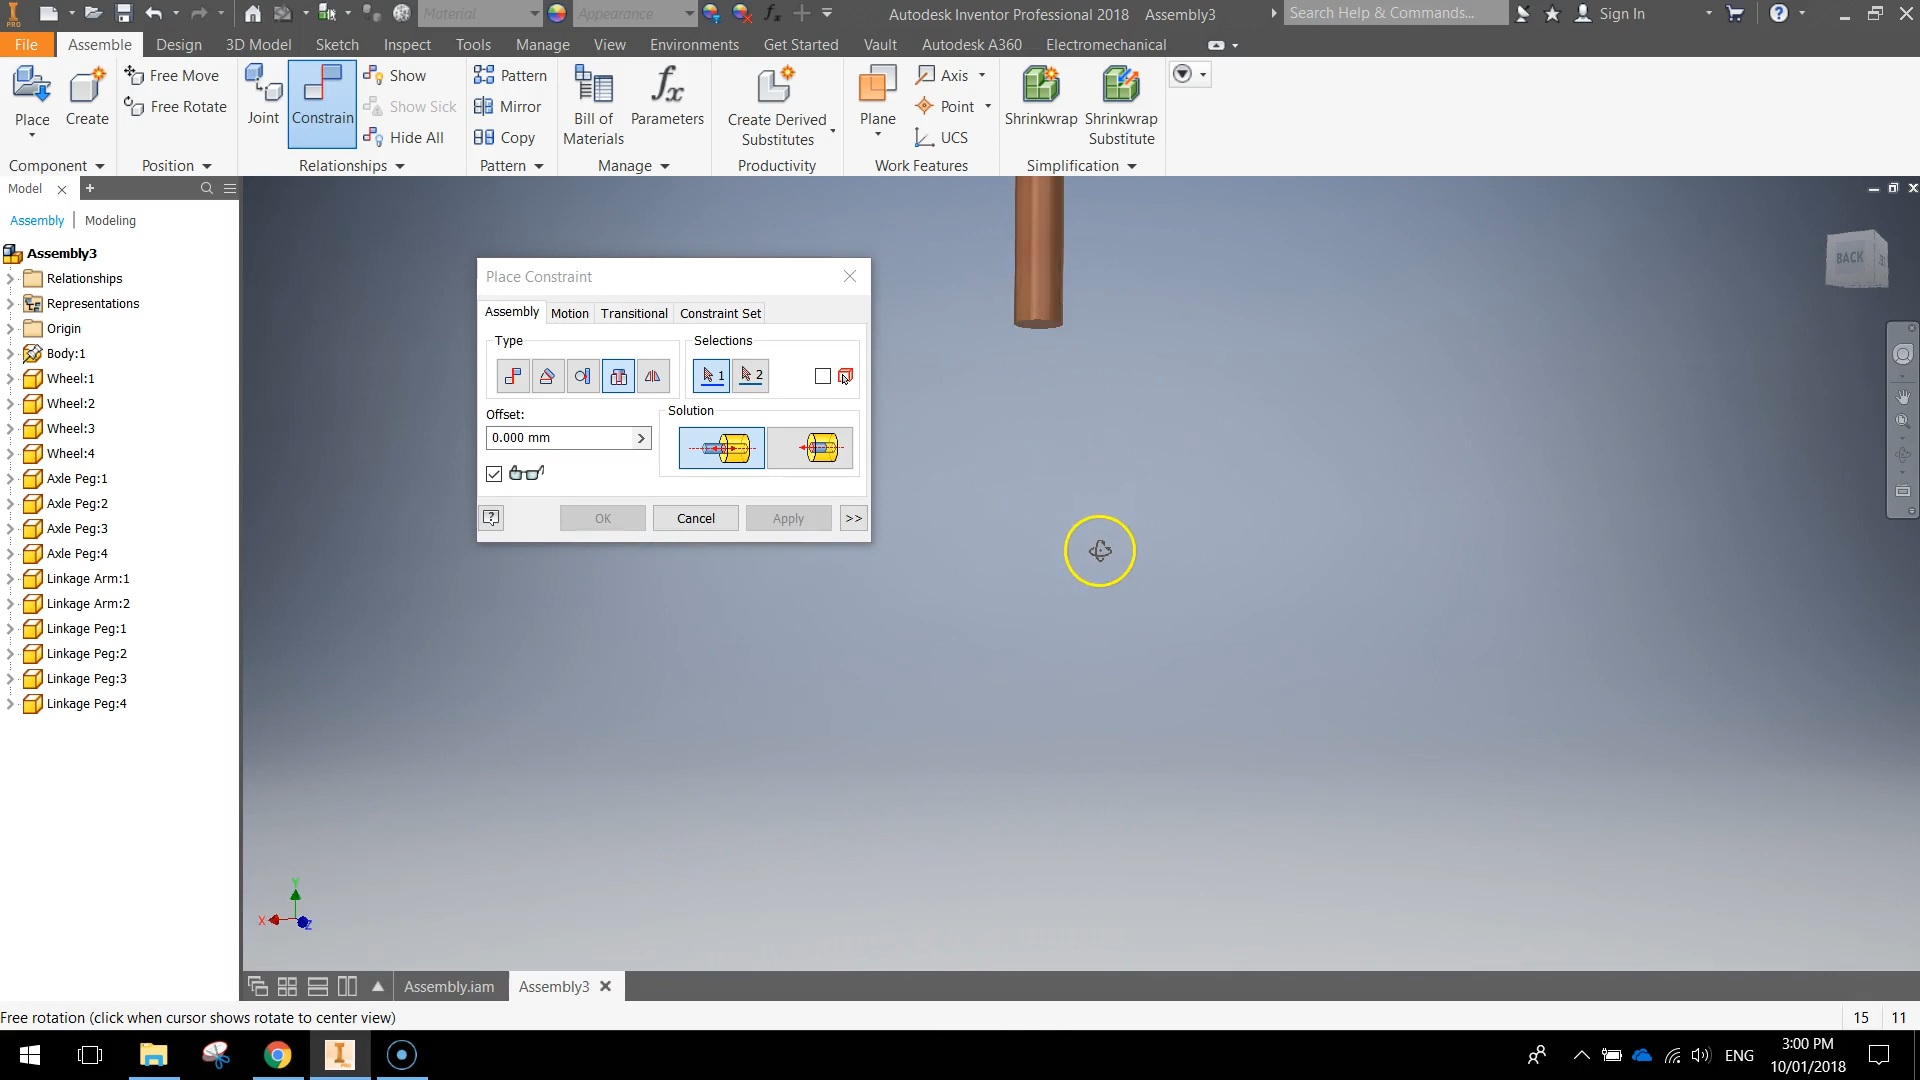 Material
Appearance
Autodesk Inventor Professional 2018 Assembly3
Search Help & Commands...
Sign In
PRO
File
Assemble
Design
3D Model
Sketch
Inspect
Tools
Manage
View
Environments
Get Started
Vault
Autodesk A360
Electromechanical
Place
Create
Free Move
Free Rotate
Joint
Constrain
Show
Show Sick
Hide All
Pattern
Mirror
Copy
Bill of
Materials
Parameters
Create Derived
Substitutes
Plane
Axis
Point
UCS
Shrinkwrap
Shrinkwrap
Substitute
Component
Position
Relationships
Pattern
Manage
Productivity
Work Features
Simplification
Model
Assembly
Modeling
Assembly3
Relationships
Representations
Origin
Body:1
Wheel:1
Wheel:2
Wheel:3
Wheel:4
Axle Peg:1
Axle Peg:2
Axle Peg:3
Axle Peg:4
Linkage Arm:1
Linkage Arm:2
Linkage Peg:1
Linkage Peg:2
Linkage Peg:3
Linkage Peg:4
Place Constraint
Assembly
Motion
Transitional
Constraint Set
Type
Selections
1
2
Offset:
0.000 mm
Solution
OK
Cancel
Apply
>>
BACK
Y
X
Z
Assembly.iam
Assembly3
Free rotation (click when cursor shows rotate to center view)
15
11
ENG
3:00 PM
10/01/2018